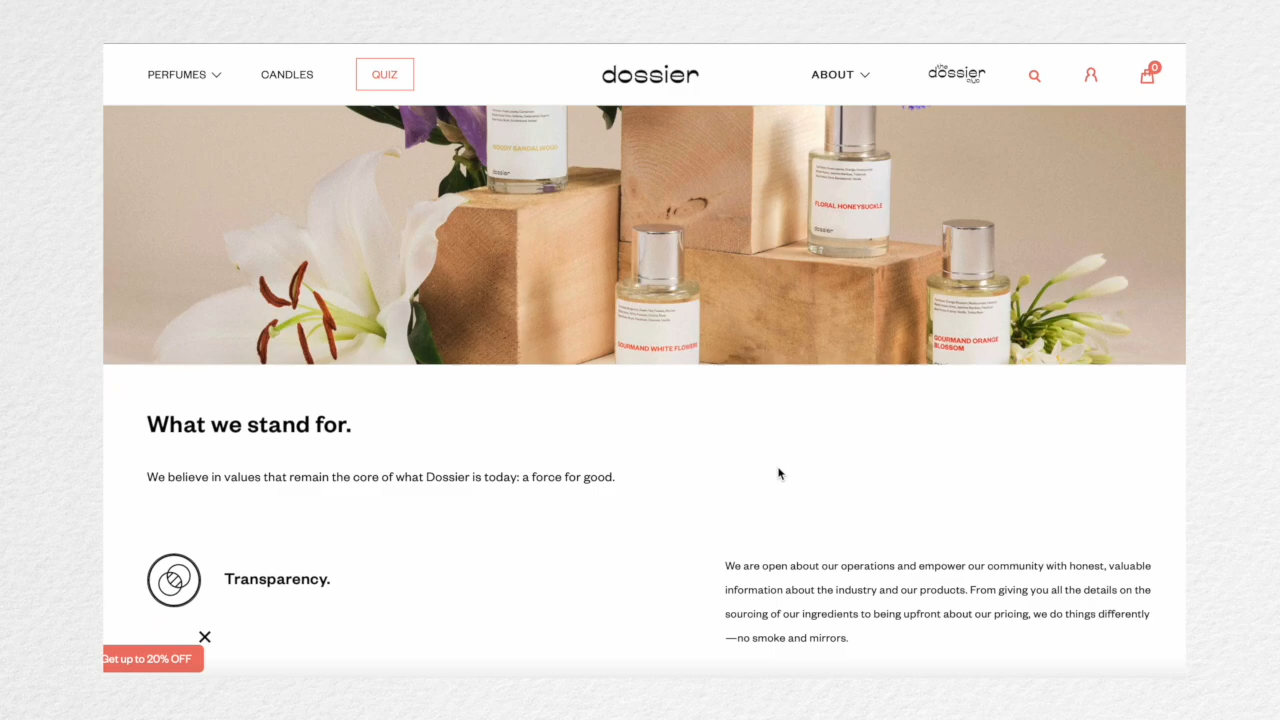 PERFUMES
CANDLES
QUIZ
dossier
ABOUT
the
dossier
club
0
WOODY SANDALWOOD
dossier
FLORAL HONEYSUCKLE
dossier
GOURMAND WHITE FLOWERS
GOURMAND ORANGE
BLOSSOM
What we stand for.
We believe in values that remain the core of what Dossier is today: a force for good.
Transparency.
We are open about our operations and empower our community with honest, valuable
information about the industry and our products. From giving you all the details on the
sourcing of our ingredients to being upfront about our pricing, we do things differently
—no smoke and mirrors.
Get up to 20% OFF